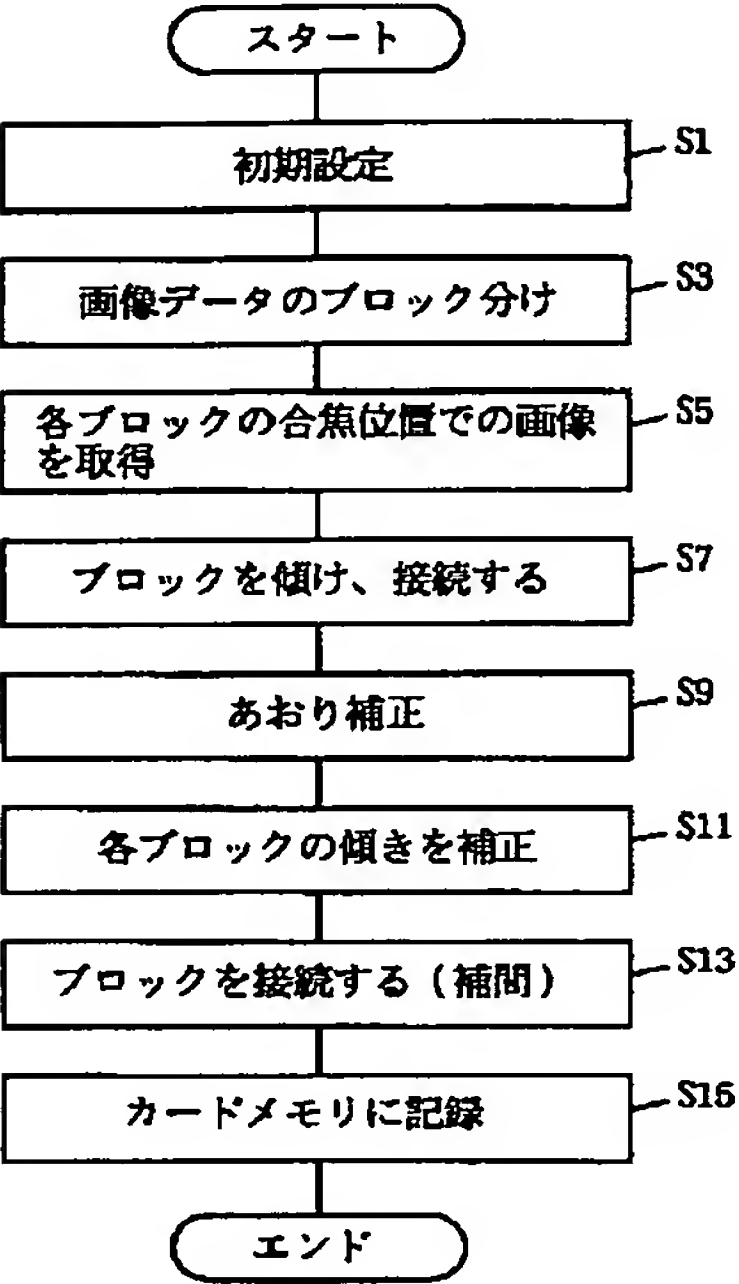 スタート
初期設定
S1
画像データのブロック分け
S3
各ブロックの合焦位置での画像
を取得
S5
ブロックを傾け、接続する
S7
あおり補正
S9
各ブロックの傾きを補正
S11
ブロックを接続する(補間)
S13
カードメモリに記録
S15
エンド